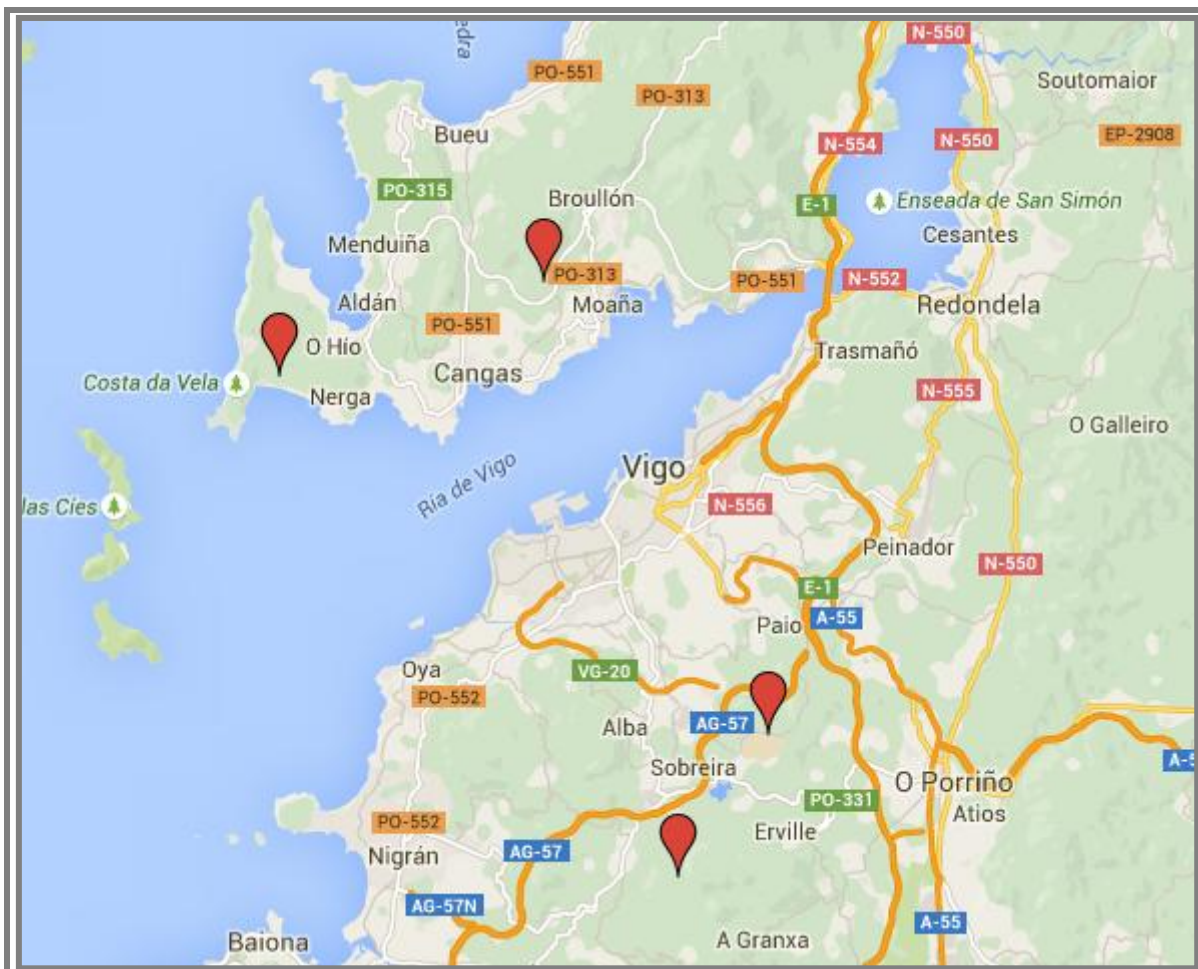 N-550
edra
PO-551
Soutomaior
PO-313
Bueu
EP-2908
N-554
N-550
PO-315
Broullón
E-1
Enseada de San Simón
Menduiña
Cesantes
PO-313
PO-551
N-552
Aldán
Moaña
Redondela
PO-551
O Hío
Trasmañó
Costa da Vela
Cangas
Nerga
N-555
O Galleiro
Vigo
Ría de Vigo
las Cíes
N-556
Peinador
N-550
E-1
A-55
Paio
Oya
VG-20
PO-552
Alba
AG-57
Sobreira
A-5
O Porriño
PO-331
Atios
PO-552
Erville
Nigrán
AG-57
AG-57N
A-55
Baiona
A Granxa